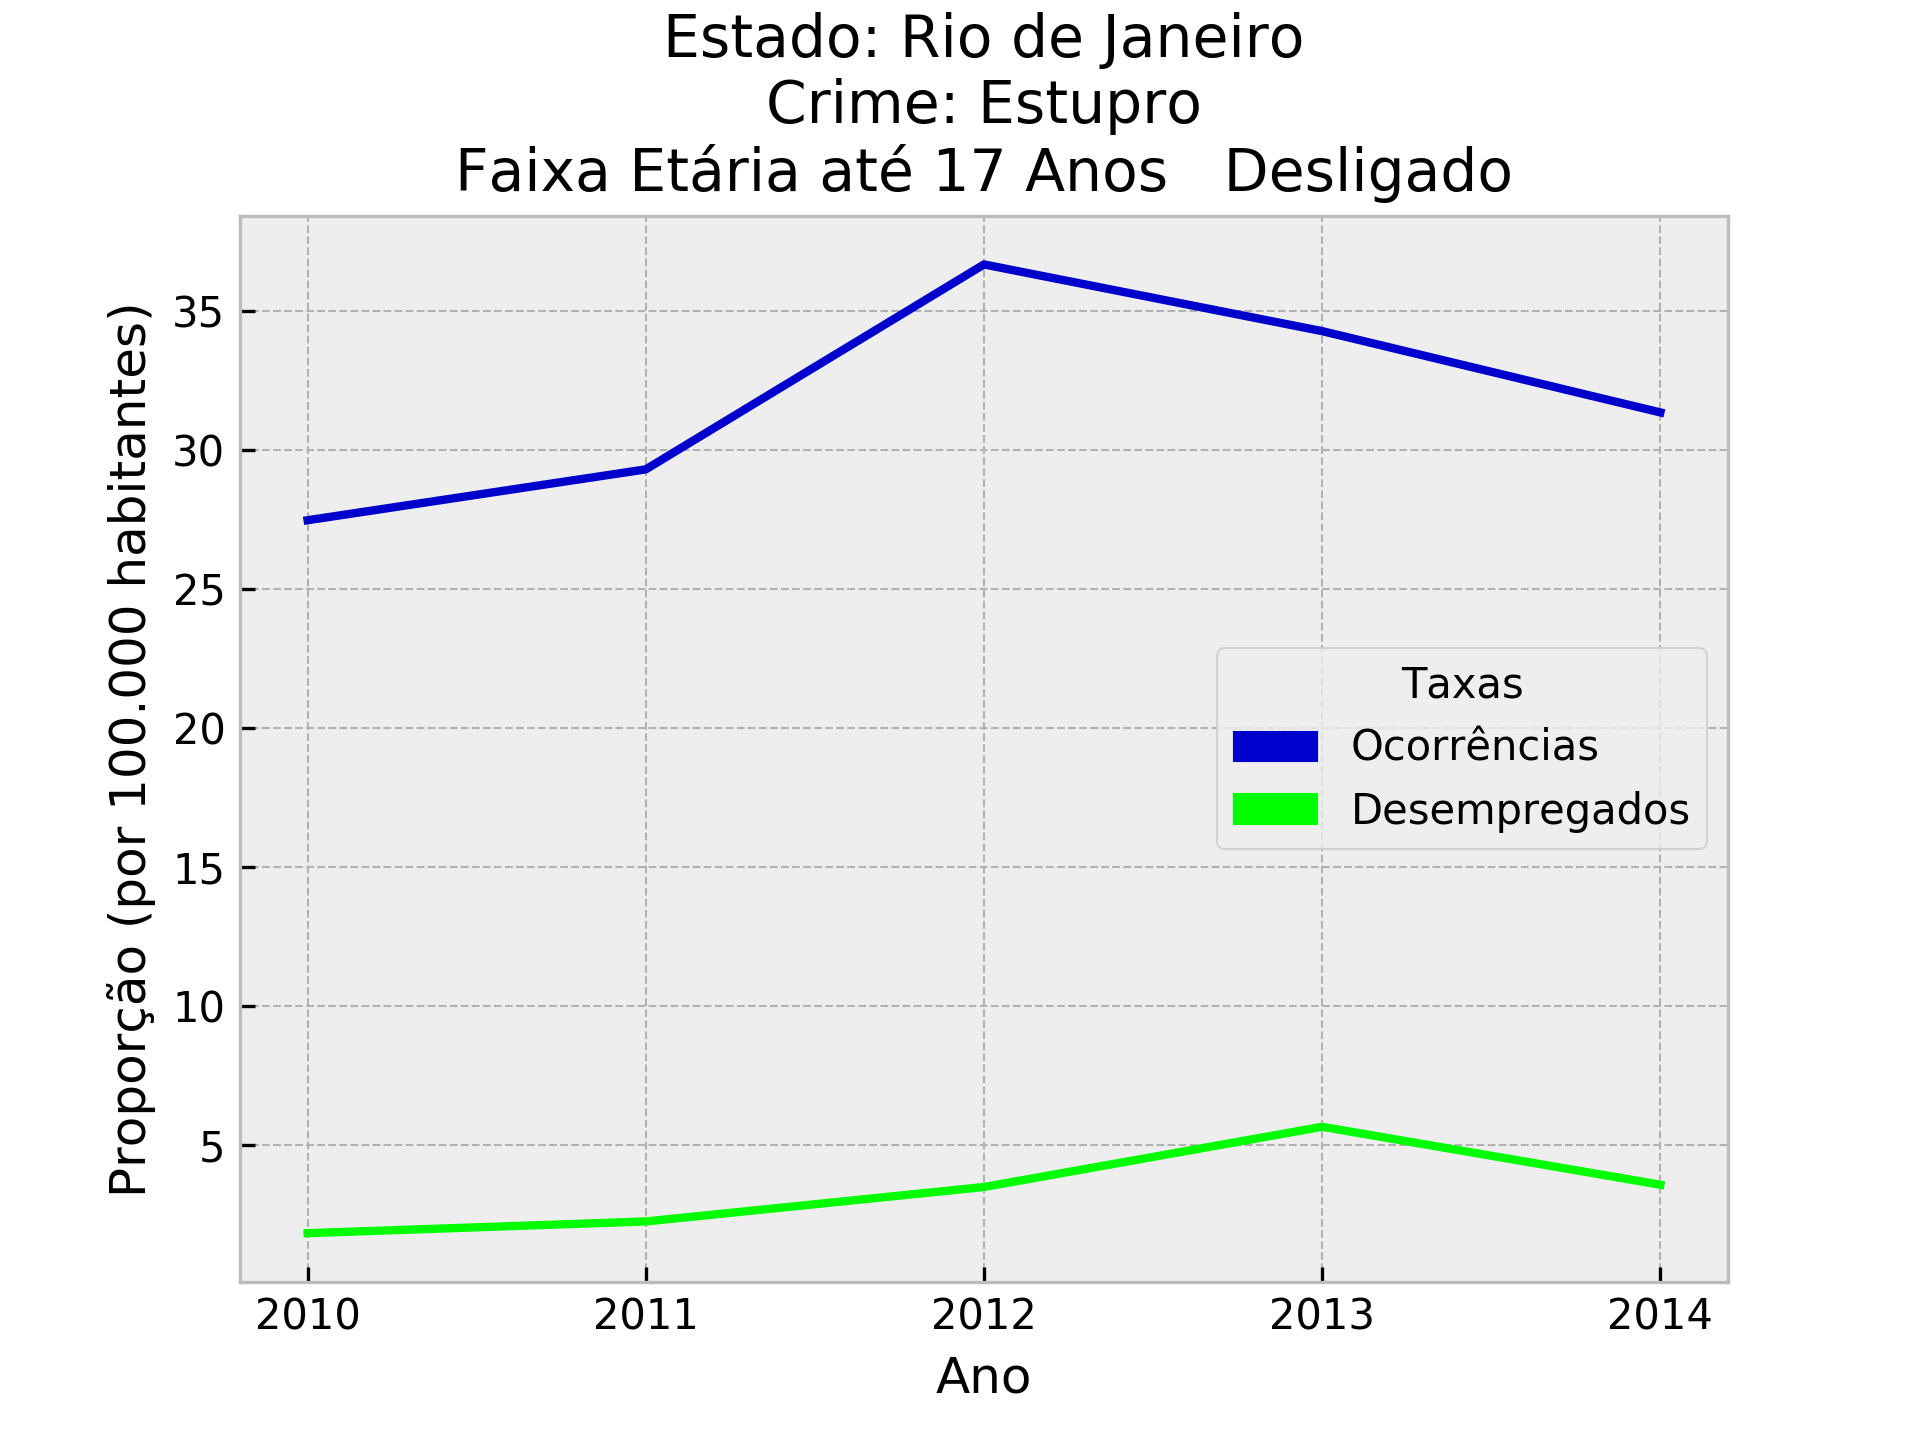 Estado: Rio de Janeiro
Crime: Estupro
Faixa Etária até 17 Anos   Desligado
Proporção (por 100.000 habitantes)
35
30
25
20
15
10
5
Taxas
Ocorrências
Desempregados
2010 2011 2012 2013 2014
Ano